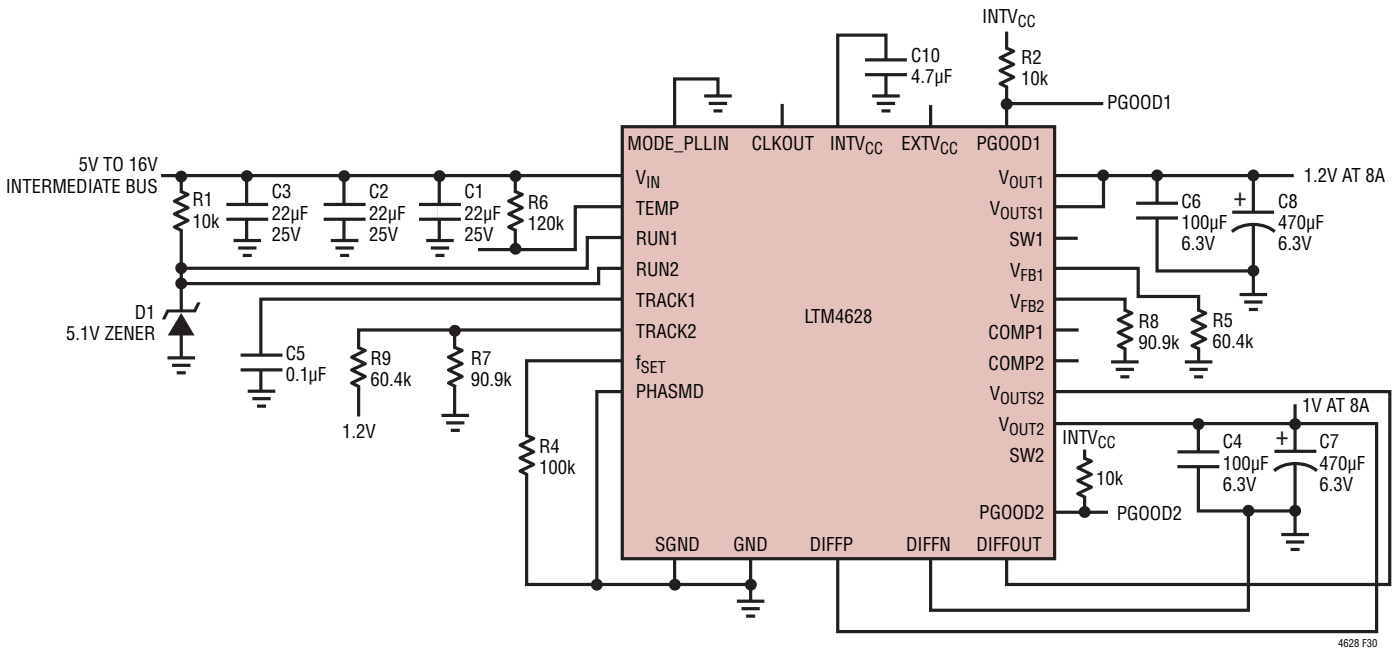 INTVCC
R2
10k
C10
4.7µF
PGOOD1
MODE_PLLIN
CLKOUT
INTVCC
EXTVCC
PGOOD1
5V TO 16V
INTERMEDIATE BUS
R1
10k
C3
22µF
25V
C2
22µF
25V
C1
22µF
25V
R6
120k
VIN
TEMP
RUN1
RUN2
TRACK1
TRACK2
fSET
PHASMD
D1
5.1V ZENER
C5
0.1µF
R9
60.4k
1.2V
R7
90.9k
R4
100k
LTM4628
VOUT1
VOUTS1
SW1
VFB1
VFB2
COMP1
COMP2
VOUTS2
VOUT2
SW2
PGOOD2
1.2V AT 8A
C6
100µF
6.3V
+
C8
470µF
6.3V
R8
90.9k
R5
60.4k
1V AT 8A
INTVCC
10k
PGOOD2
C4
100µF
6.3V
+
C7
470µF
6.3V
SGND
GND
DIFFP
DIFFN
DIFFOUT
4628 F30